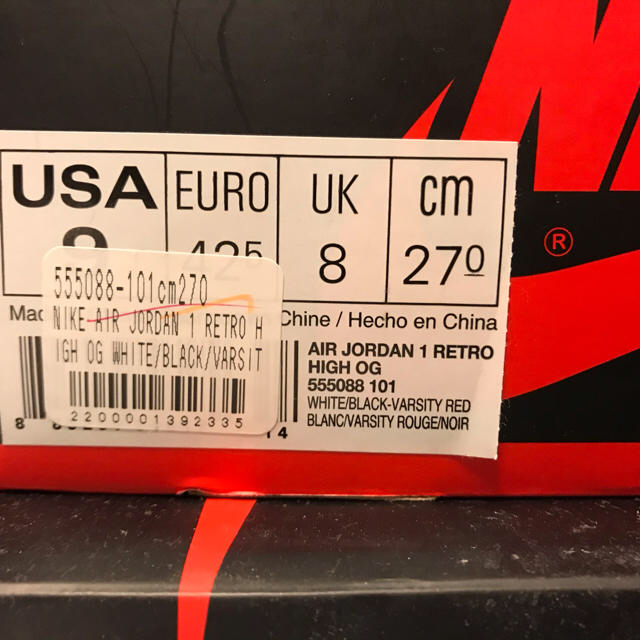 USA EURO UK cm
8 27 0
555088-101cm270
NIKE AIR JORDAN 1 RETRO H
IGH OG WHITE/BLACK/VARSIT
2200001392335
Chine / Hecho en China
AIR JORDAN 1 RETRO
HIGH OG
555088 101
WHITE/BLACK-VARSITY RED
BLANC/VARSITY ROUGE/NOIR
14
®